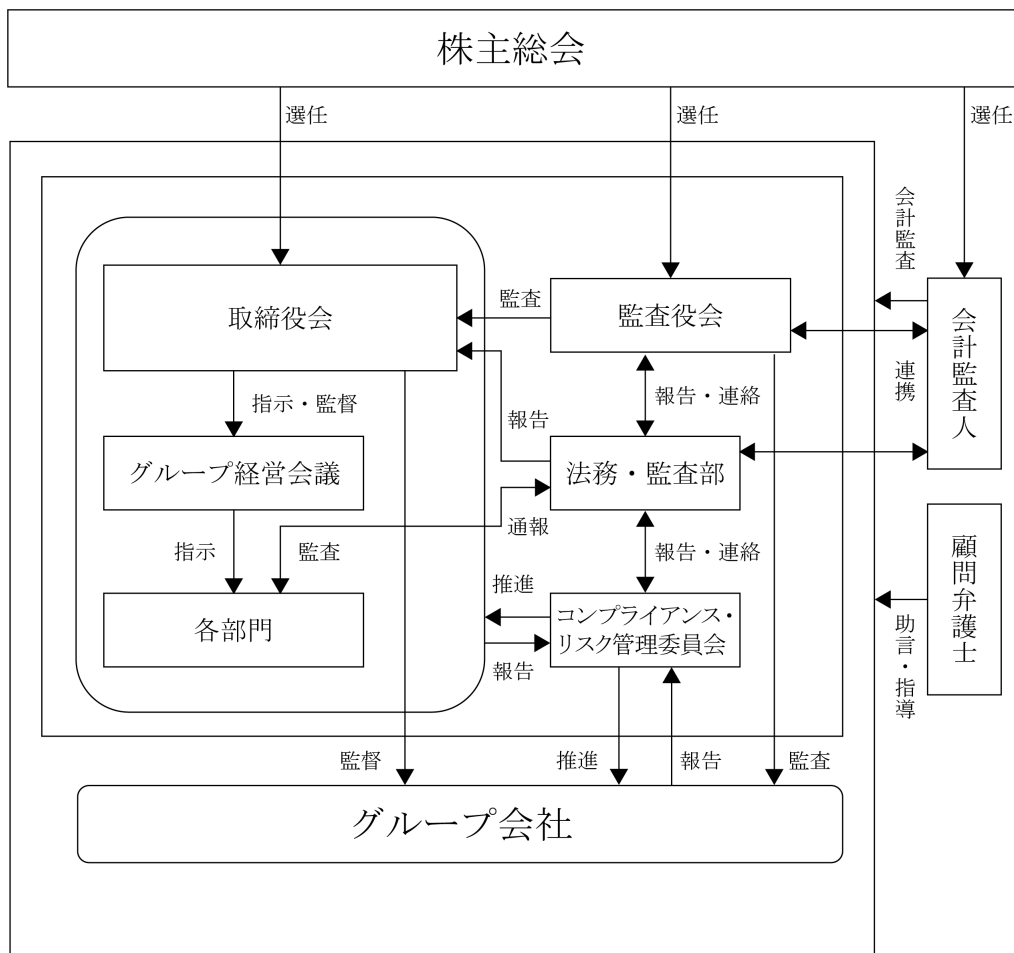 株主総会
選任
選任
選任
会計監査
取締役会
監査
監査役会
会計監査人
連携
指示・監督
報告
報告・連絡
グループ経営会議
法務・監査部
通報
指示
監査
報告・連絡
顧問弁護士
推進
各部門
コンプライアンス・
リスク管理委員会
助言・指導
報告
監督
推進
報告
監査
グループ会社